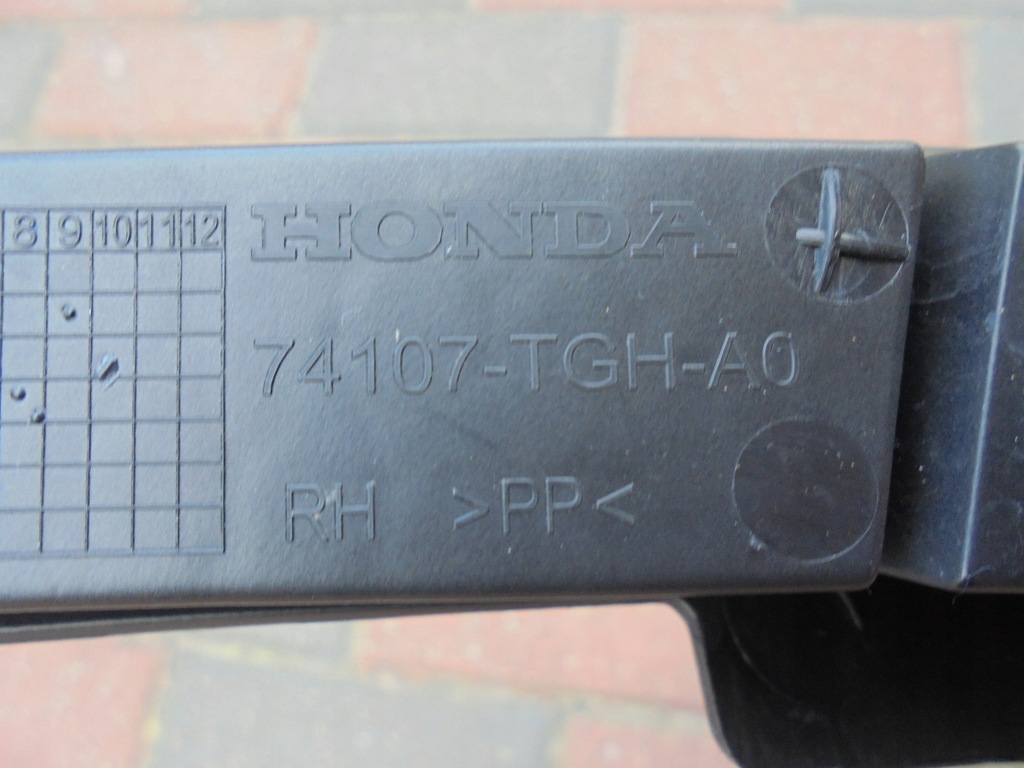 8 9 10 11 12
HONDA
74107-TGH-A0
RH >PP<